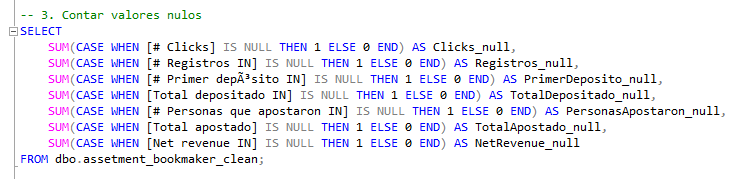 -- 3. Contar valores nulos
SELECT
SUM(CASE WHEN [# Clicks] IS NULL THEN 1 ELSE 0 END) AS Clicks_null,
SUM(CASE WHEN [# Registros IN] IS NULL THEN 1 ELSE 0 END) AS Registros_null,
SUM(CASE WHEN [# Primer depÃ³sito IN] IS NULL THEN 1 ELSE 0 END) AS PrimerDeposito_null,
SUM(CASE WHEN [Total depositado IN] IS NULL THEN 1 ELSE 0 END) AS TotalDepositado_null,
SUM(CASE WHEN [# Personas que apostaron IN] IS NULL THEN 1 ELSE 0 END) AS PersonasApostaron_null,
SUM(CASE WHEN [Total apostado] IS NULL THEN 1 ELSE 0 END) AS TotalApostado_null,
SUM(CASE WHEN [Net revenue IN] IS NULL THEN 1 ELSE 0 END) AS NetRevenue_null
FROM dbo.assetment_bookmaker_clean;